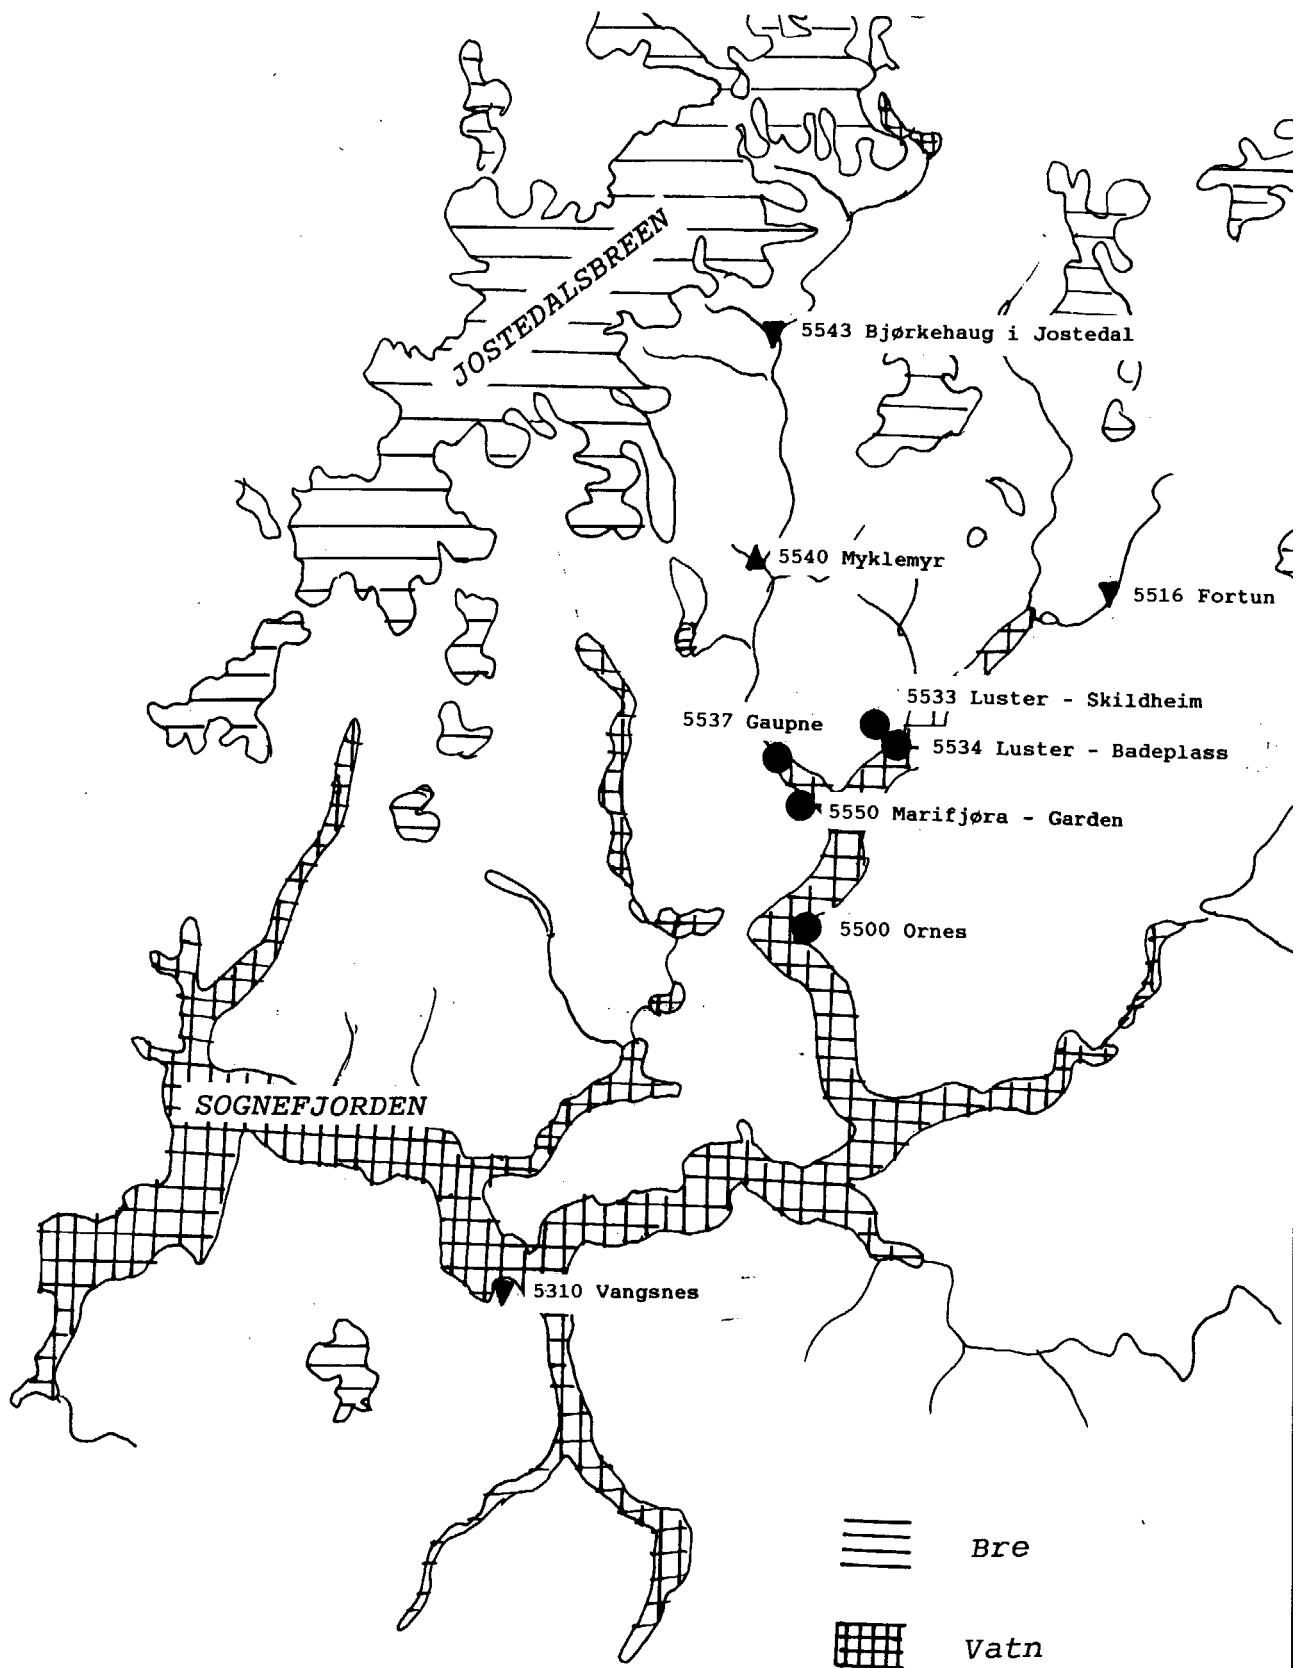 JOSTEDALSBREEN
5543 Bjørkehaug i Jostedal
5540 Myklemyr
5516 Fortun
5533 Luster - Skildheim
5537 Gaupne
5534 Luster - Badeplass
5550 Marifjøra - Garden
5500 Ornes
SOGNEFJORDEN
5310 Vangsnes
Bre
Vatn